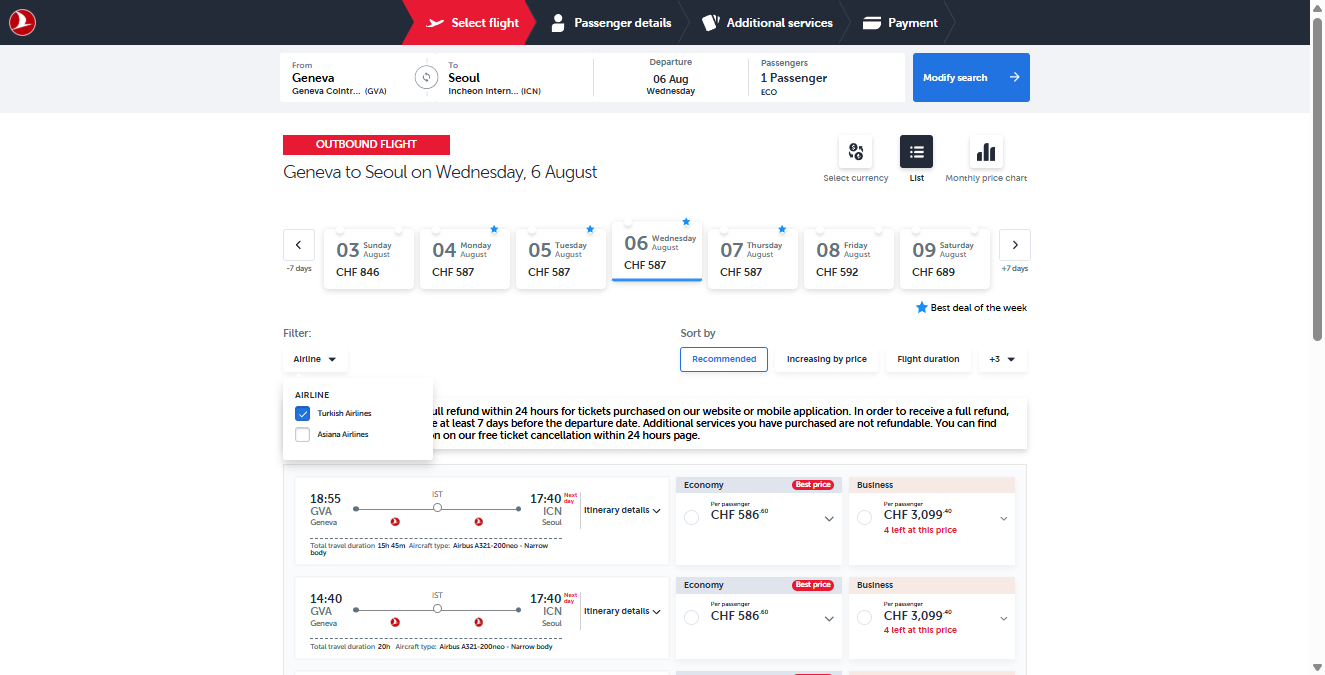 Select flight
Passenger details
Additional services
Payment
From
Geneva
Geneva Cointr... (GVA)
To
Seoul
Incheon Intern... (ICN)
Departure
06 Aug
Wednesday
Passengers
1 Passenger
ECO
Modify search
OUTBOUND FLIGHT
Geneva to Seoul on Wednesday, 6 August
Select currency
List
Monthly price chart
-7 days
03 Sunday August
CHF 846
04 Monday August
CHF 587
05 Tuesday August
CHF 587
06 Wednesday August
CHF 587
07 Thursday August
CHF 587
08 Friday August
CHF 592
09 Saturday August
CHF 689
+7 days
Best deal of the week
Filter:
Airline
Sort by
Recommended
Increasing by price
Flight duration
+3
AIRLINE
Turkish Airlines
Asiana Airlines
ull refund within 24 hours for tickets purchased on our website or mobile application. In order to receive a full refund,
e at least 7 days before the departure date. Additional services you have purchased are not refundable. You can find
n on our free ticket cancellation within 24 hours page.
18:55
GVA
Geneva
IST
17:40 Next day
ICN
Seoul
Itinerary details
Total travel duration 15h 45m Aircraft type: Airbus A321-200neo - Narrow
body
Economy
Best price
Per passenger
CHF 586.60
Business
Per passenger
CHF 3,099.40
4 left at this price
14:40
GVA
Geneva
IST
17:40 Next day
ICN
Seoul
Itinerary details
Total travel duration 20h Aircraft type: Airbus A321-200neo - Narrow body
Economy
Best price
Per passenger
CHF 586.60
Business
Per passenger
CHF 3,099.40
4 left at this price